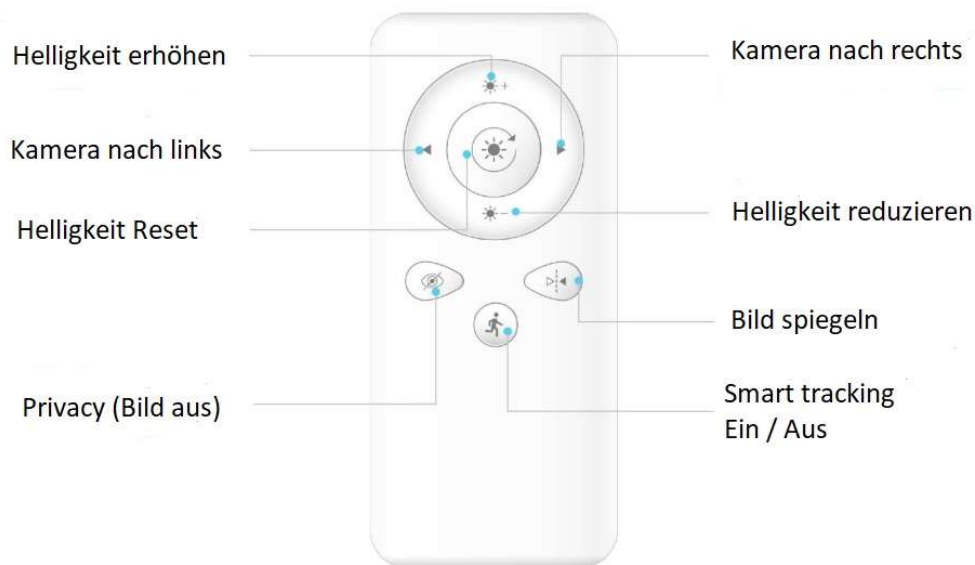 Helligkeit erhöhen
Kamera nach rechts
Kamera nach links
Helligkeit Reset
Helligkeit reduzieren
Bild spiegeln
Privacy (Bild aus)
Smart tracking
Ein / Aus